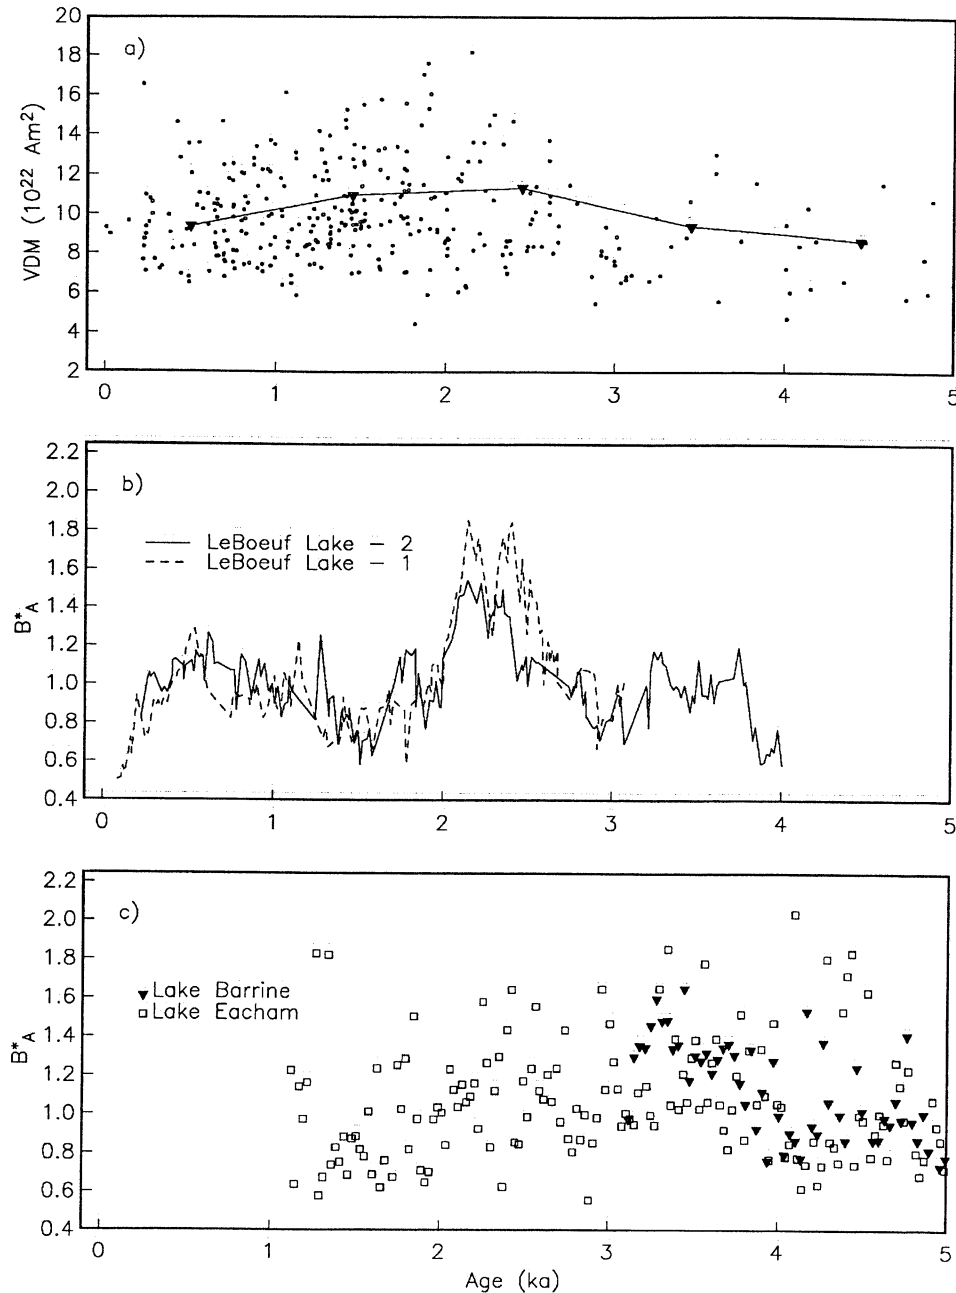 20
18
16
14
12
10
8
6
4
2
VDM (10²² Am²)
a)
0 1 2 3 4 5
2.2
2.0
1.8
1.6
1.4
1.2
1.0
0.8
0.6
0.4
B*A
b)
LeBoeuf Lake – 2
LeBoeuf Lake – 1
0 1 2 3 4 5
2.2
2.0
1.8
1.6
1.4
1.2
1.0
0.8
0.6
0.4
B*A
c)
Lake Barrine
Lake Eacham
0 1 2 3 4 5
Age (ka)